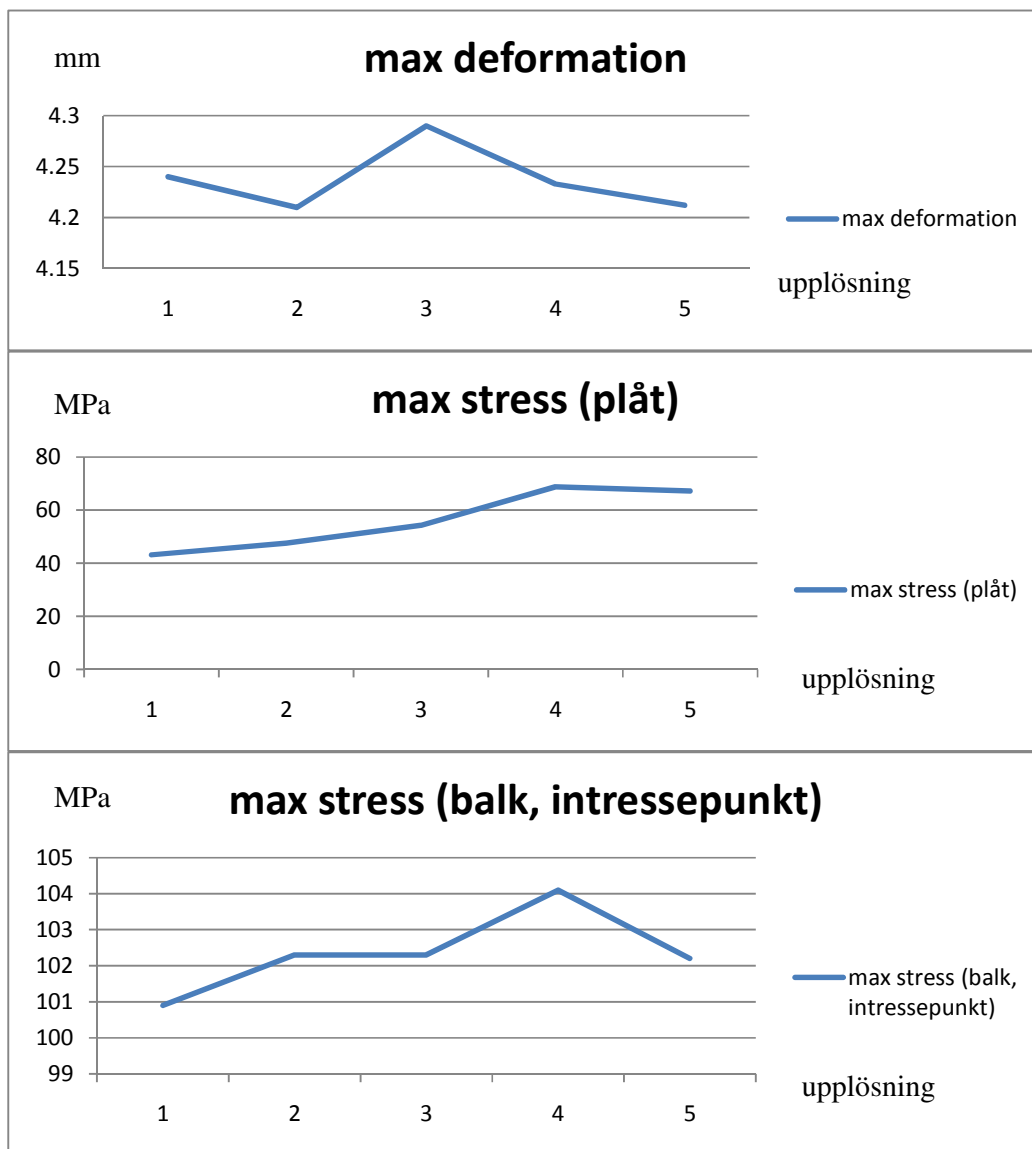 mm
max deformation
4.3
4.25
4.2
4.15
1 2 3 4 5
max deformation
upplösning
MPa
max stress (plåt)
80
60
40
20
0
1 2 3 4 5
max stress (plåt)
upplösning
MPa
max stress (balk, intressepunkt)
105
104
103
102
101
100
99
1 2 3 4 5
max stress (balk,
intressepunkt)
upplösning